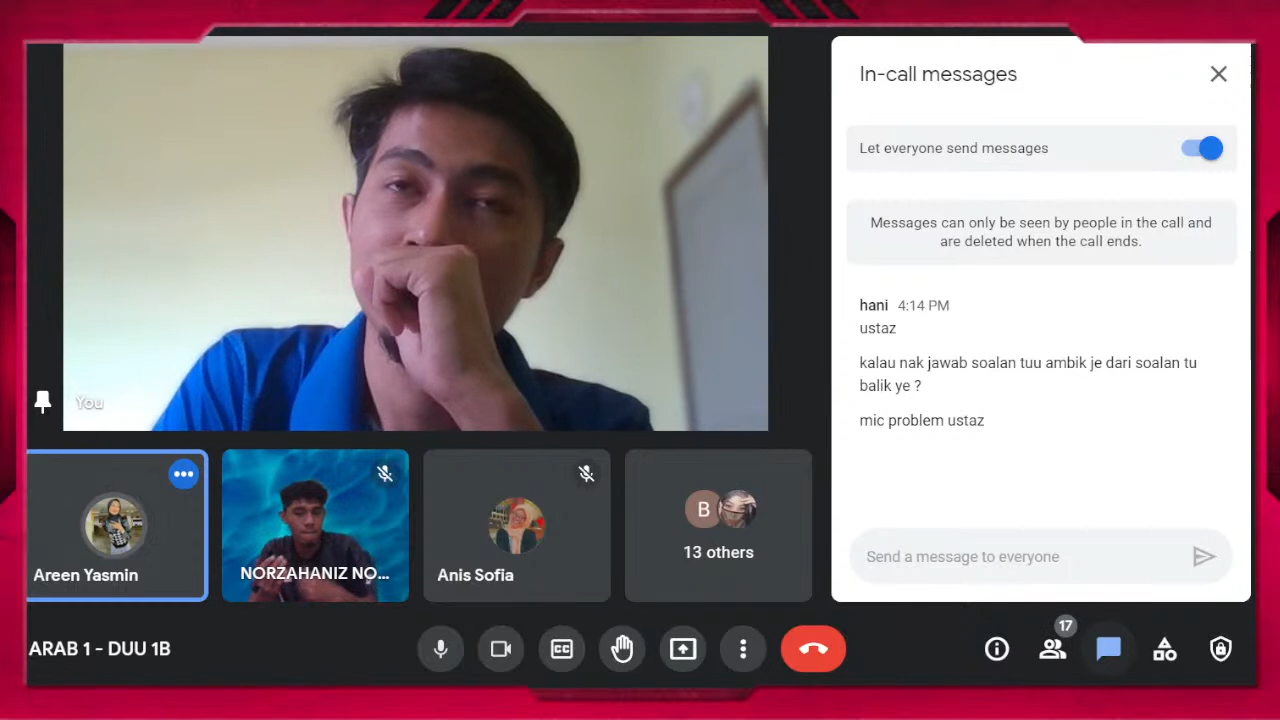 In-call messages
Let everyone send messages
Messages can only be seen by people in the call and
are deleted when the call ends.
hani 4:14 PM
ustaz
kalau nak jawab soalan tuu ambik je dari soalan tu
balik ye ?
mic problem ustaz
Send a message to everyone
You
Areen Yasmin
NORZAHANIZ NO...
Anis Sofia
B
13 others
ARAB 1 - DUU 1B
CC
17